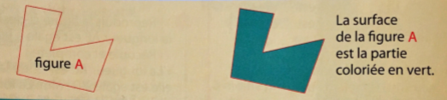 figure A
La surface
de la figure A
est la partie
coloriée en vert.